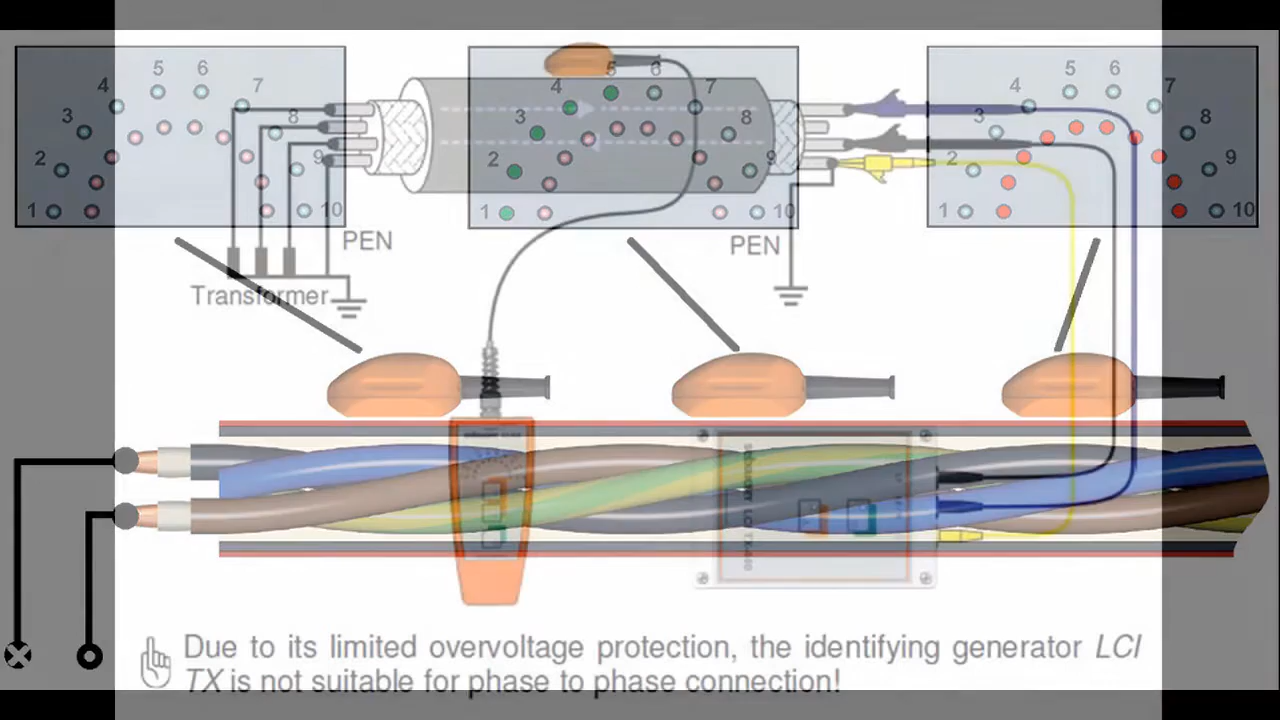 1 2 3 4 5 6 7 8 9 10
1 2 3 4 5 6 7 8 9 10
1 2 3 4 5 6 7 8 9 10
PEN
PEN
Transformer
Due to its limited overvoltage protection, the identifying generator LCI
TX is not suitable for phase to phase connection!